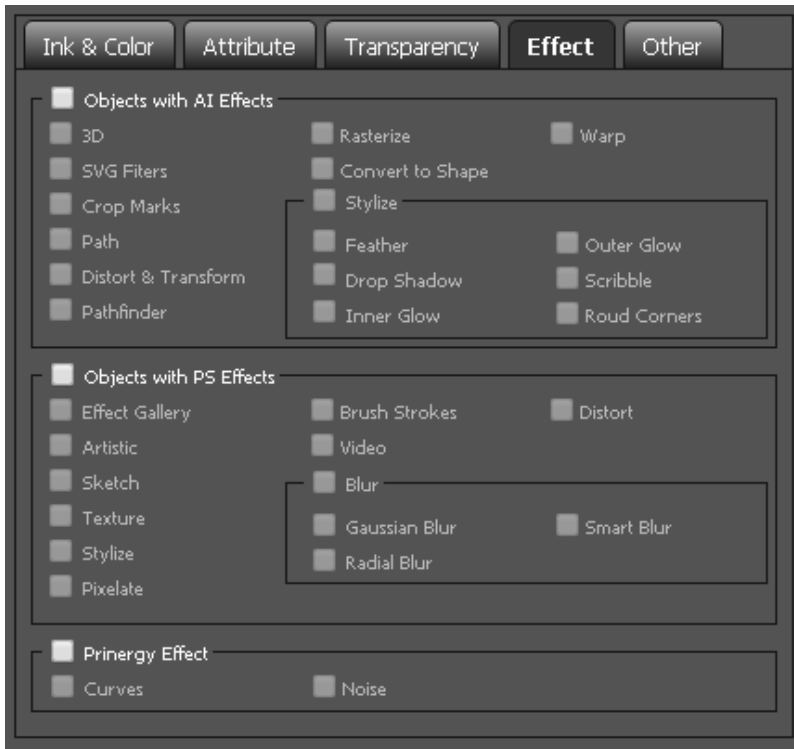 Ink & Color Attribute Transparency Effect Other
Objects with AI Effects
3D Rasterize Warp
SVG Fiters Convert to Shape
Crop Marks Stylize
Path Feather Outer Glow
Distort & Transform Drop Shadow Scribble
Pathfinder Inner Glow Roud Corners
Objects with PS Effects
Effect Gallery Brush Strokes Distort
Artistic Video
Sketch Blur
Texture Gaussian Blur Smart Blur
Stylize Radial Blur
Pixelate
Prinergy Effect
Curves Noise